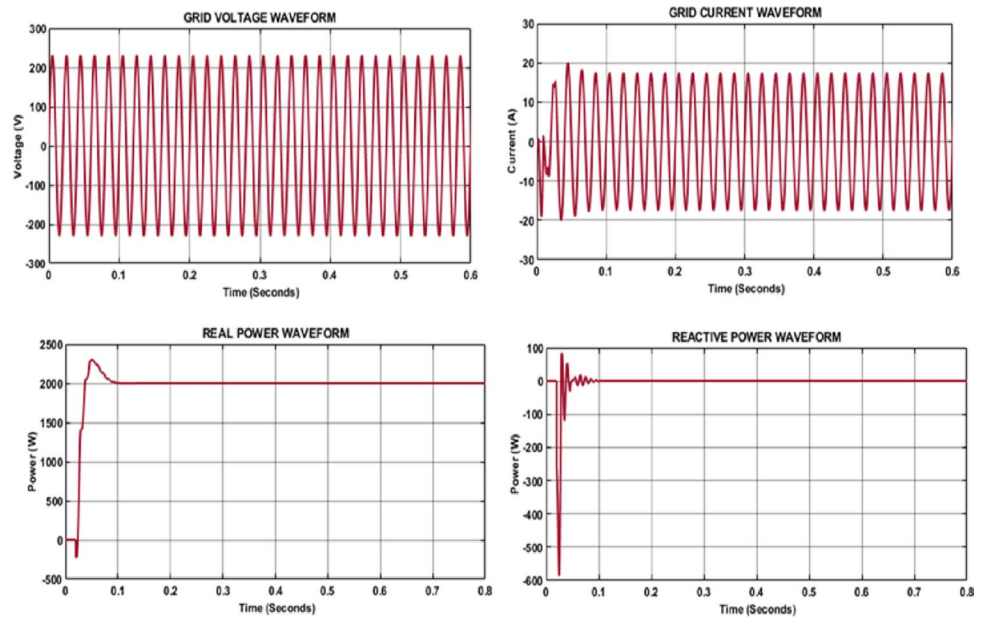 GRID VOLTAGE WAVEFORM
300
200
100
0
-100
-200
-300
Voltage (V)
0 0.1 0.2 0.3 0.4 0.5 0.6
Time (Seconds)
GRID CURRENT WAVEFORM
30
20
10
0
-10
-20
-30
Current (A)
0 0.1 0.2 0.3 0.4 0.5 0.6
Time (Seconds)
REAL POWER WAVEFORM
2500
2000
1500
1000
500
0
-500
Power (W)
0 0.1 0.2 0.3 0.4 0.5 0.6 0.7 0.8
Time (Seconds)
REACTIVE POWER WAVEFORM
100
0
-100
-200
-300
-400
-500
-600
Power (W)
0 0.1 0.2 0.3 0.4 0.5 0.6 0.7 0.8
Time (Seconds)